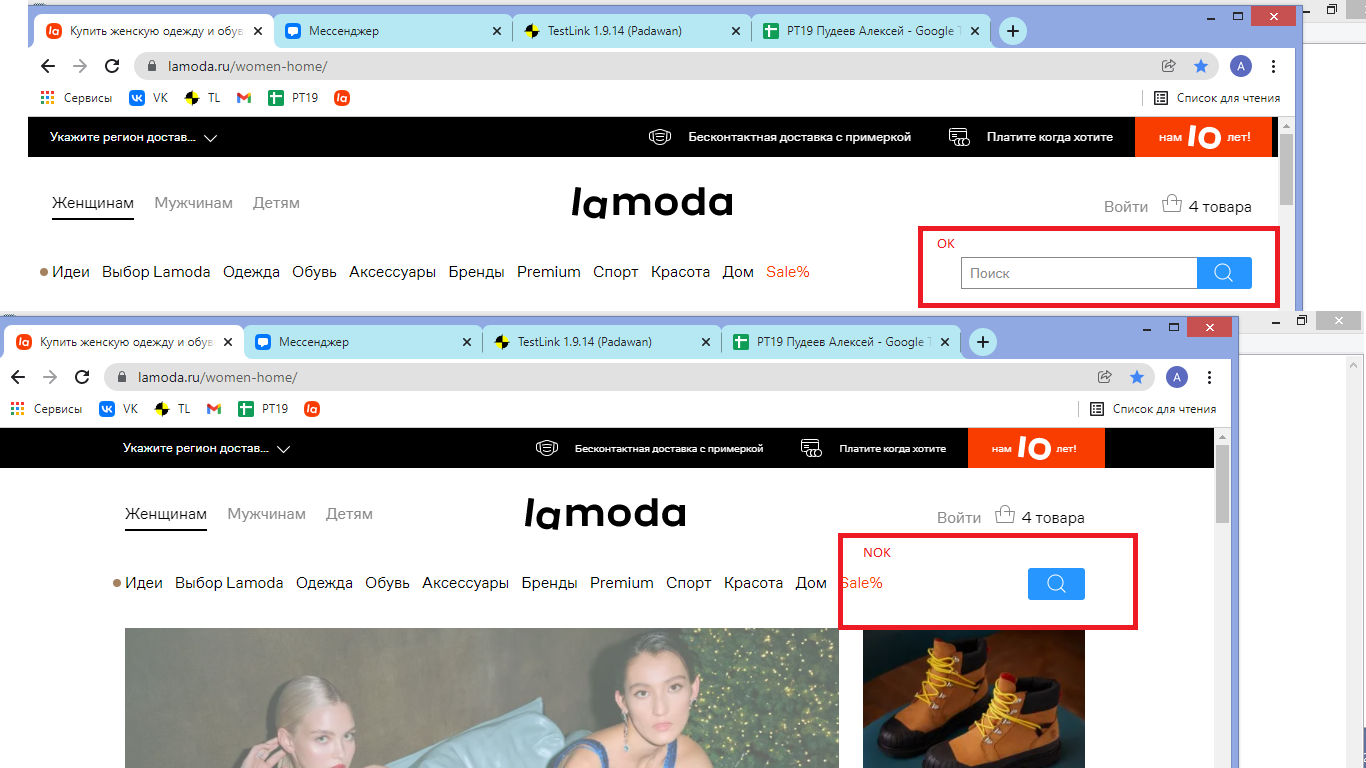 Купить женскую одежду и обув
Мессенджер
TestLink 1.9.14 (Padawan)
РТ19 Пудеев Алексей - Google Т
lamoda.ru/women-home/
A
Сервисы
VK
TL
PT19
la
Список для чтения
Укажите регион достав...
Бесконтактная доставка с примеркой
Платите когда хотите
нам 10 лет!
Женщинам
Мужчинам
Детям
lamoda
Войти
4 товара
OK
Идеи
Выбор Lamoda
Одежда
Обувь
Аксессуары
Бренды
Premium
Спорт
Красота
Дом
Sale%
Поиск
Купить женскую одежду и обув
Мессенджер
TestLink 1.9.14 (Padawan)
РТ19 Пудеев Алексей - Google Т
lamoda.ru/women-home/
A
Сервисы
VK
TL
PT19
la
Список для чтения
Укажите регион достав...
Бесконтактная доставка с примеркой
Платите когда хотите
нам 10 лет!
Женщинам
Мужчинам
Детям
lamoda
Войти
4 товара
NOK
Идеи
Выбор Lamoda
Одежда
Обувь
Аксессуары
Бренды
Premium
Спорт
Красота
Дом
Sale%